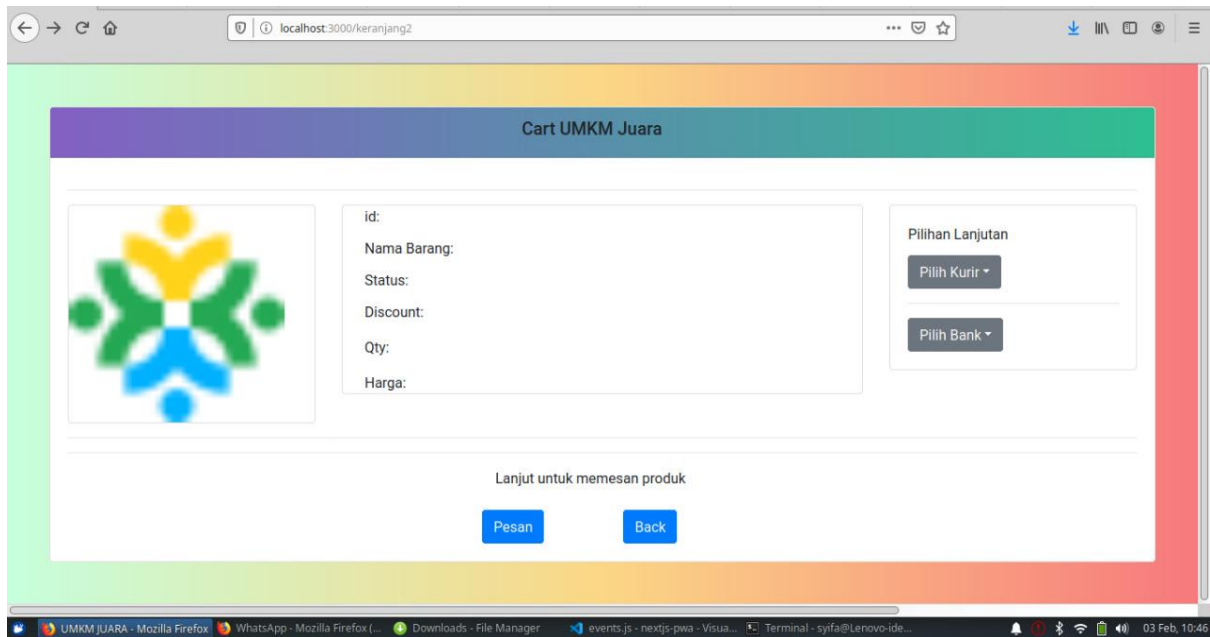 localhost:3000/keranjang2
Cart UMKM Juara
id:
Nama Barang:
Status:
Discount:
Qty:
Harga:
Pilihan Lanjutan
Pilih Kurir
Pilih Bank
Lanjut untuk memesan produk
Pesan
Back
UMKM JUARA - Mozilla Firefox
WhatsApp - Mozilla Firefox (...
Downloads - File Manager
events.js - nextjs-pwa - Visua...
Terminal - syifa@Lenovo-ide...
03 Feb, 10:46